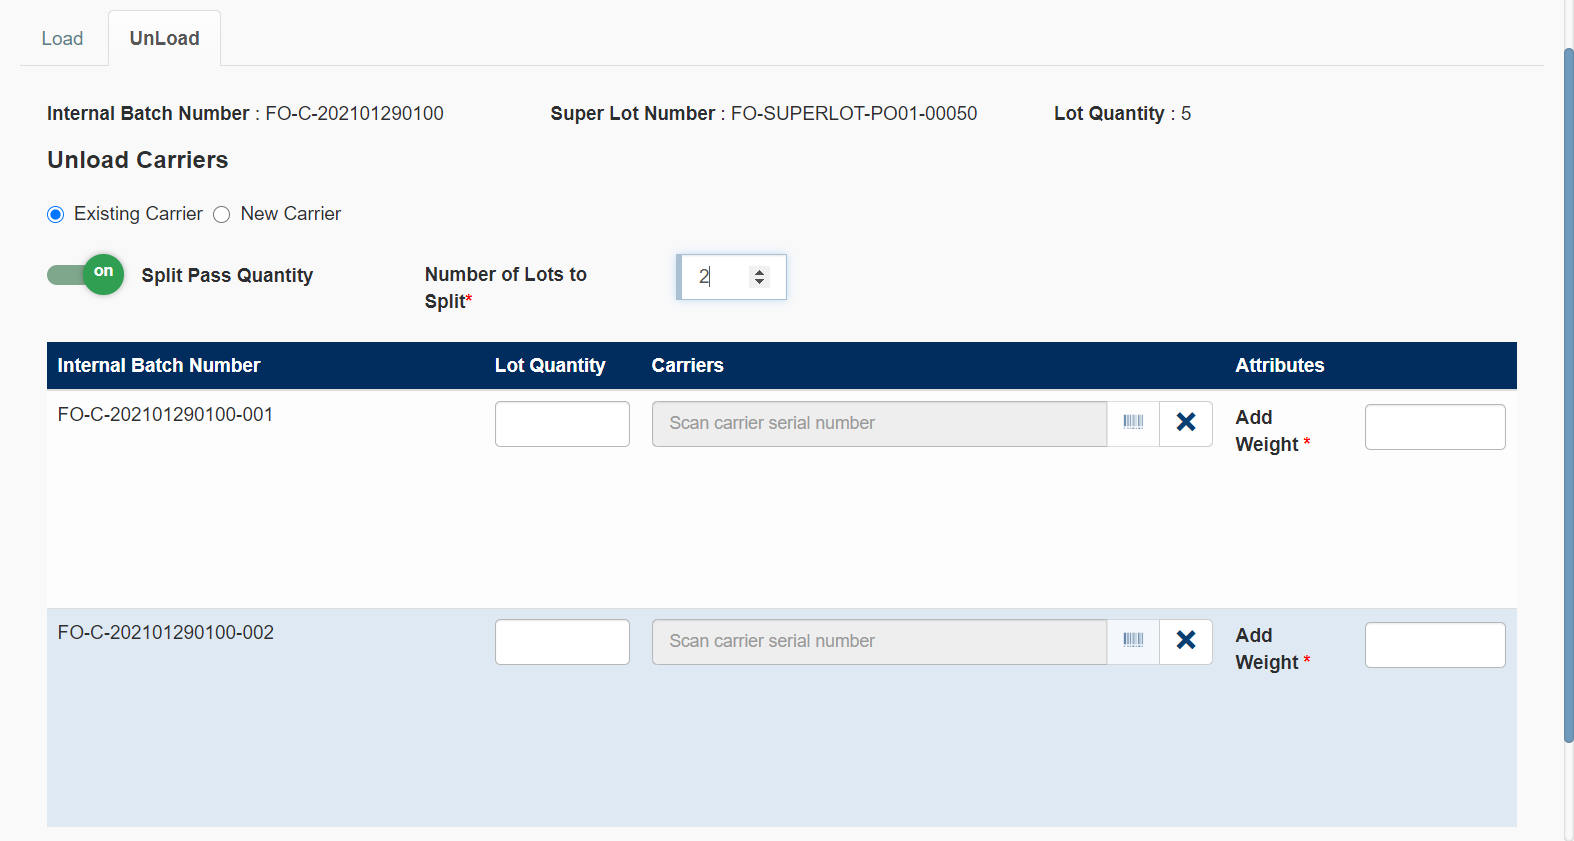 Load UnLoad
Internal Batch Number : FO-C-202101290100 Super Lot Number : FO-SUPERLOT-PO01-00050 Lot Quantity : 5
Unload Carriers
Existing Carrier New Carrier
on Split Pass Quantity Number of Lots to Split* 2
Internal Batch Number Lot Quantity Carriers Attributes
FO-C-202101290100-001 Scan carrier serial number Add Weight *
FO-C-202101290100-002 Scan carrier serial number Add Weight *